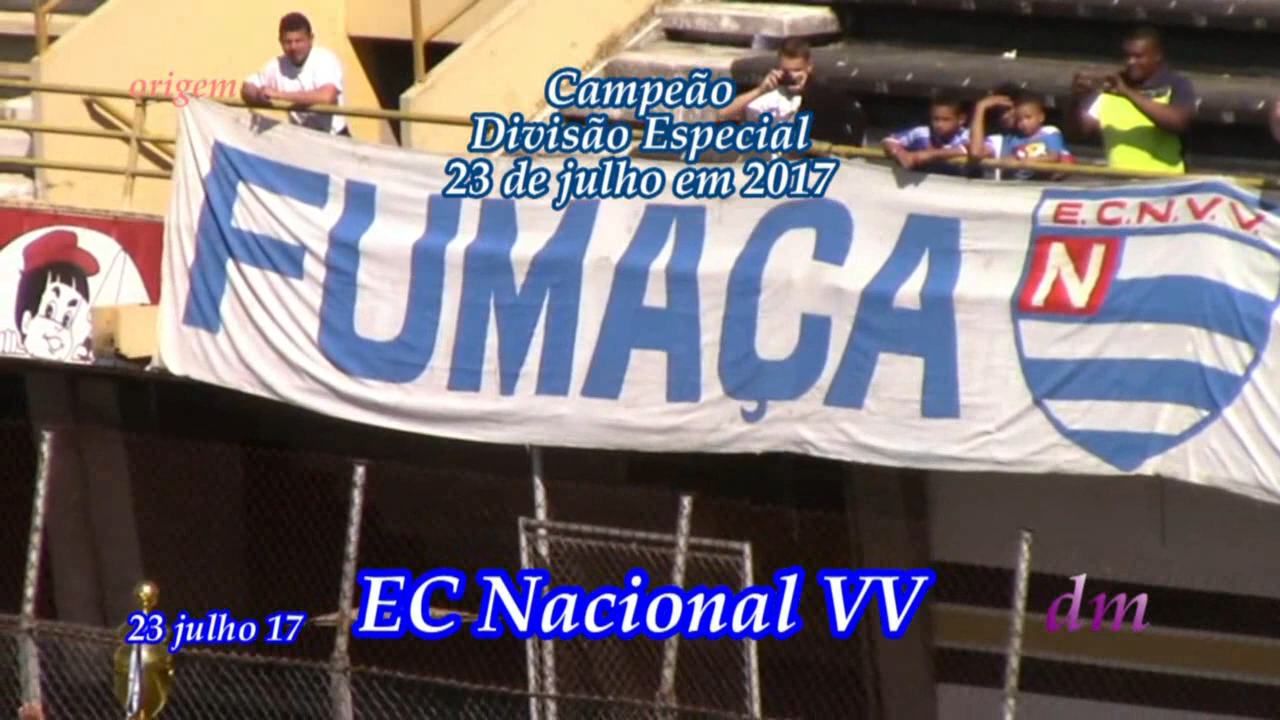 origem
Campeão
Divisão Especial
23 de julho em 2017
FUMAÇA
E.C.N.V.V
N
23 julho 17
EC Nacional VV
dm